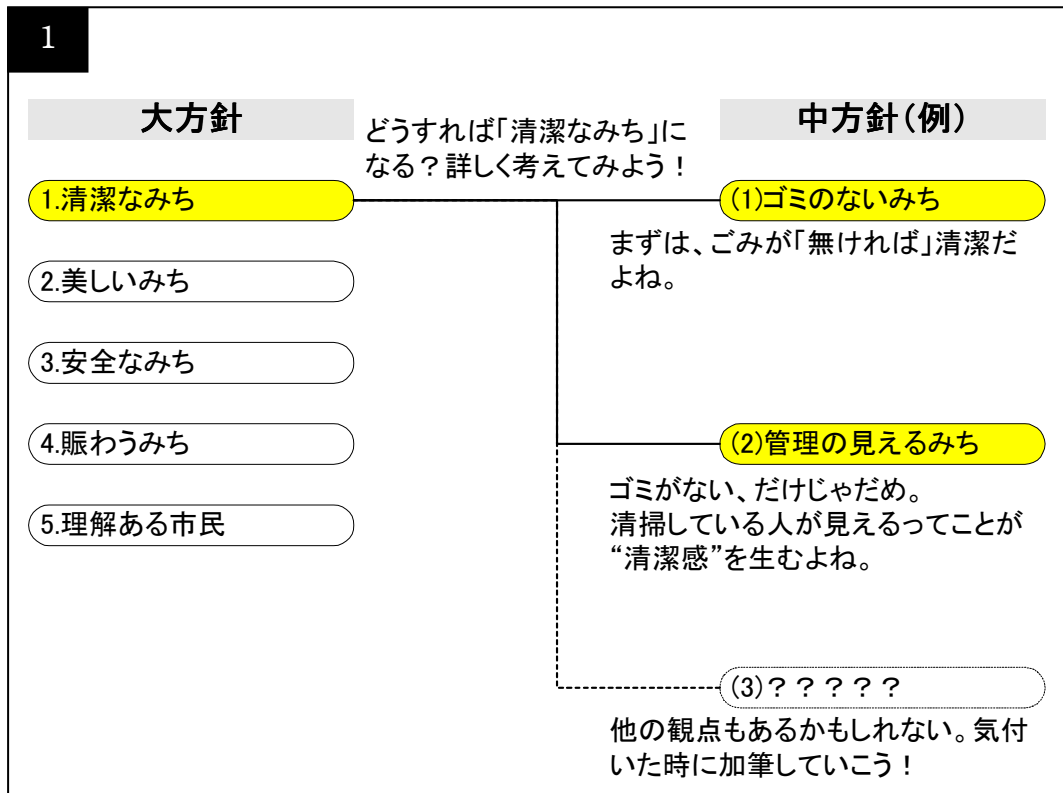 1
大方針
どうすれば「清潔なみち」に
なる?詳しく考えてみよう!
中方針(例)
1.清潔なみち
2.美しいみち
3.安全なみち
4.賑わうみち
5.理解ある市民
(1)ゴミのないみち
まずは、ごみが「無ければ」清潔だ
よね。
(2)管理の見えるみち
ゴミがない、だけじゃだめ。
清掃している人が見えるってことが
“清潔感”を生むよね。
(3)?????
他の観点もあるかもしれない。気付
いた時に加筆していこう!